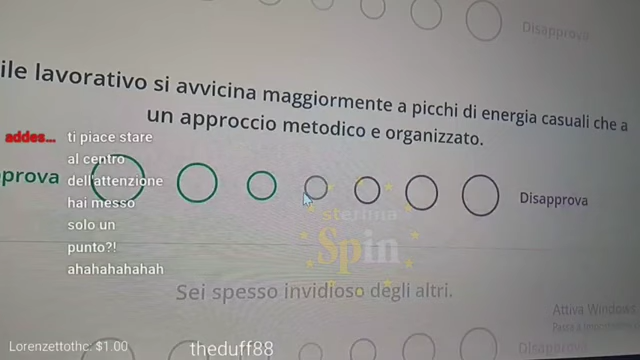 Disapprova
ile lavorativo si avvicina maggiormente a picchi di energia casuali che a
un approccio metodico e organizzato.
addes... ti piace stare
al centro
dell'attenzione
hai messo
solo un
punto?!
ahahahahahah
prova
Disapprova
sterlina
Spin
Sei spesso invidioso degli altri.
Attiva Windows
Lorenzettothc: $1.00
theduff88
Disapprova